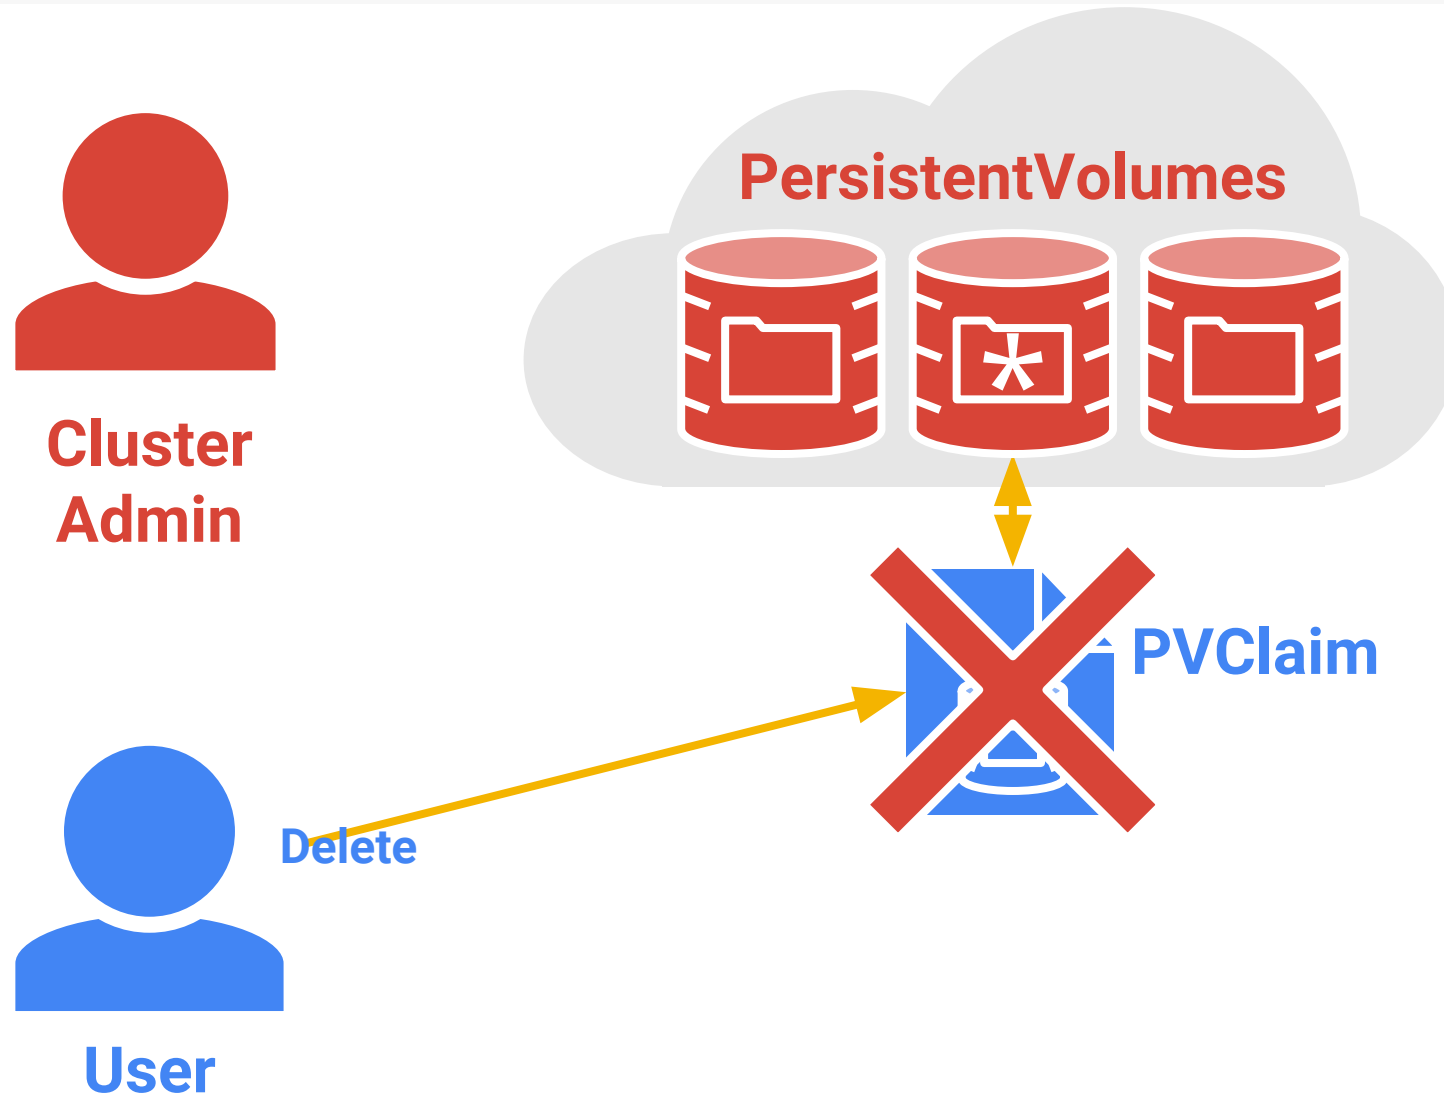 PersistentVolumes
*
Cluster
Admin
PVClaim
Delete
User